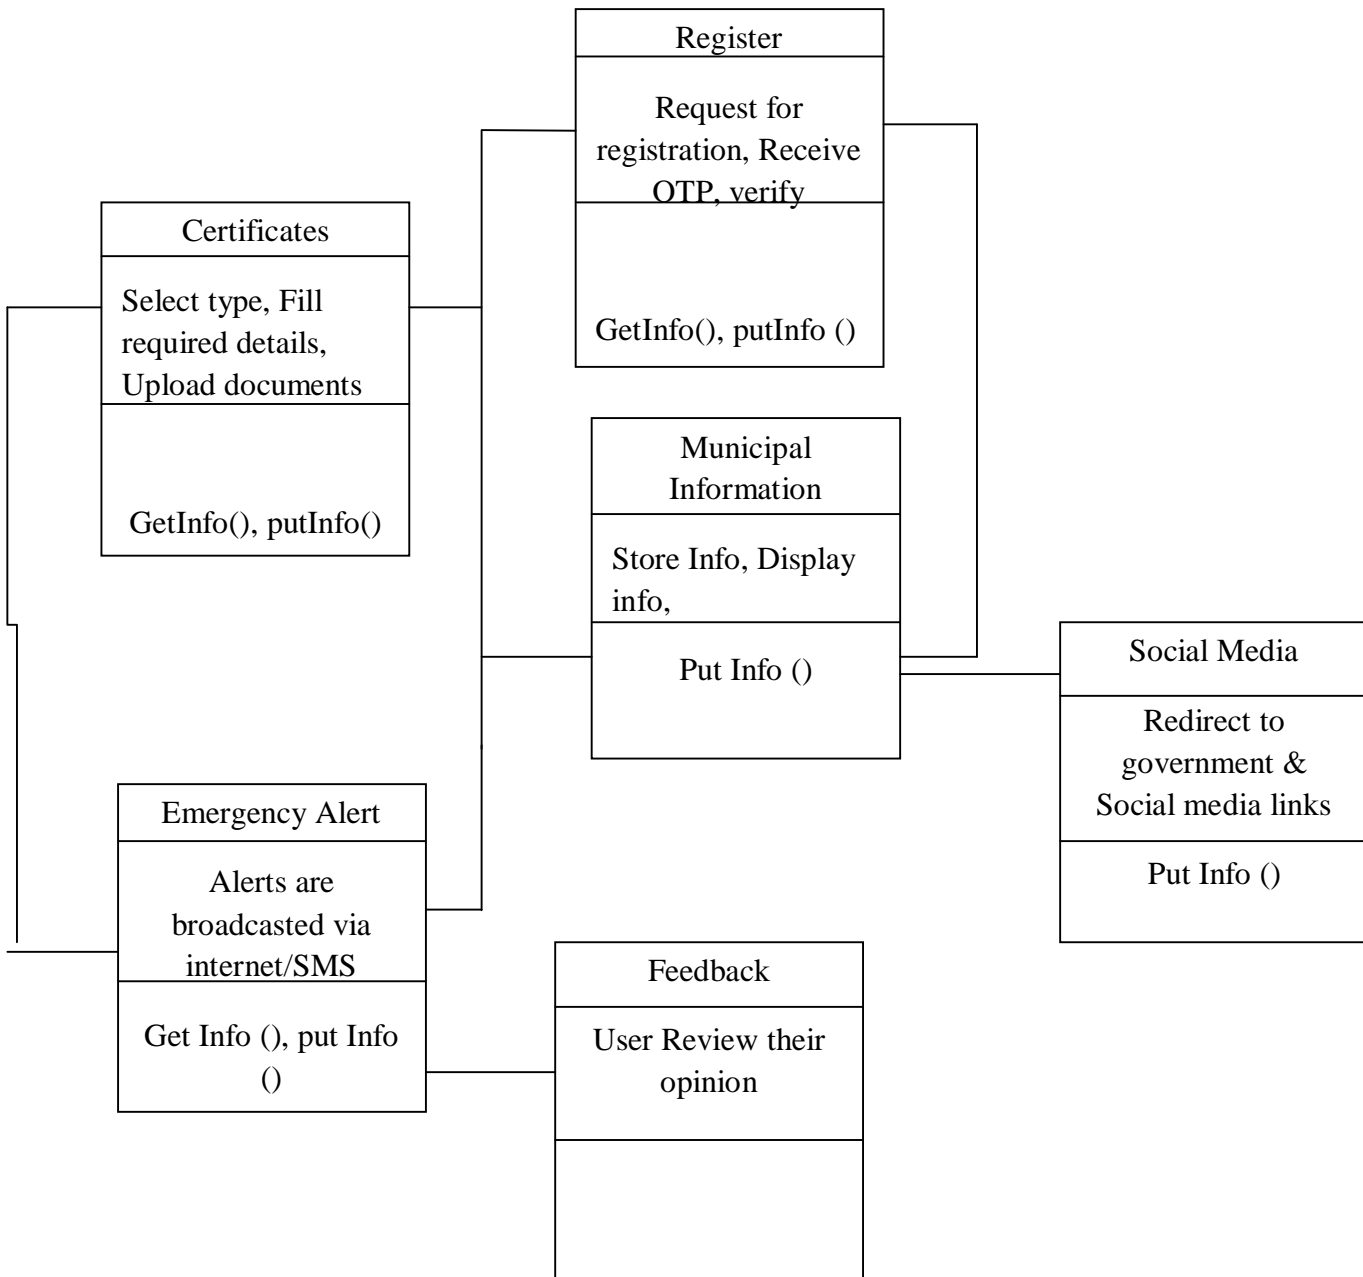 Register
Request for
registration, Receive
OTP, verify
GetInfo(), putInfo ()
Certificates
Select type, Fill
required details,
Upload documents
GetInfo(), putInfo()
Municipal
Information
Store Info, Display
info,
Put Info ()
Social Media
Redirect to
government &
Social media links
Put Info ()
Emergency Alert
Alerts are
broadcasted via
internet/SMS
Get Info (), put Info
()
Feedback
User Review their
opinion